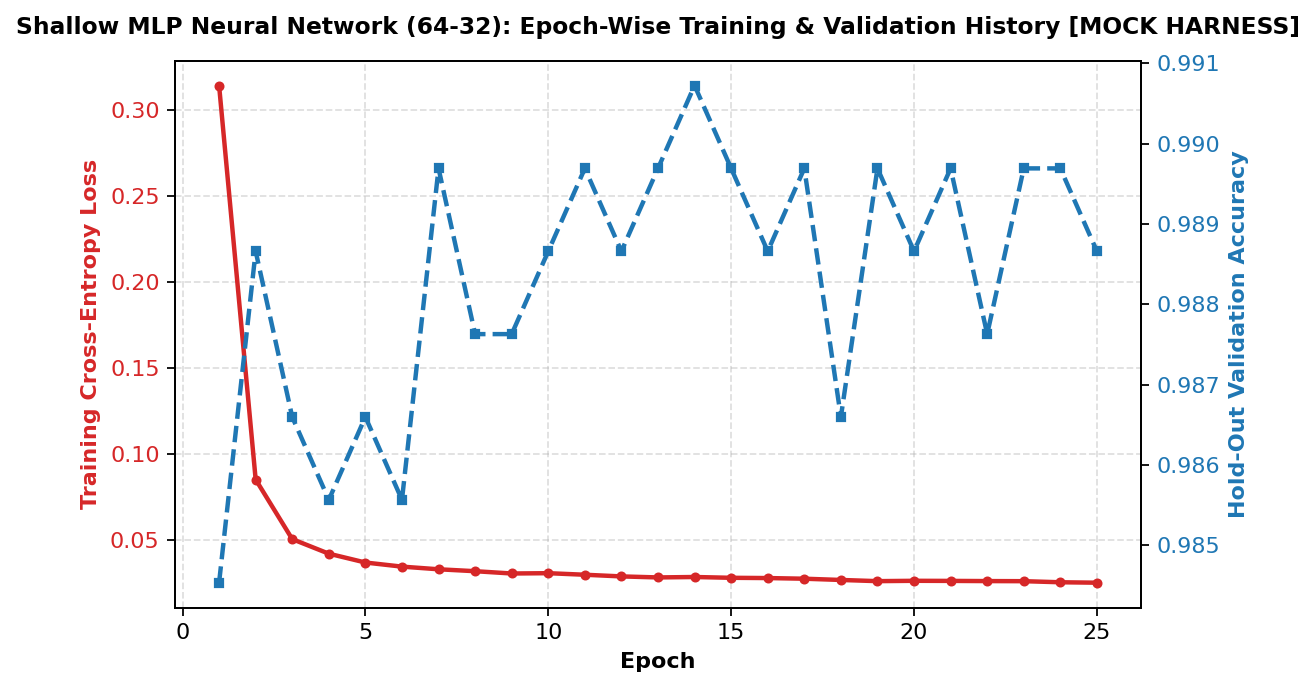 Shallow MLP Neural Network (64-32): Epoch-Wise Training & Validation History [MOCK HARNESS]
Training Cross-Entropy Loss
0.30
0.25
0.20
0.15
0.10
0.05
0.991
0.990
0.989
0.988
0.987
0.986
0.985
Hold-Out Validation Accuracy
0 5 10 15 20 25
Epoch